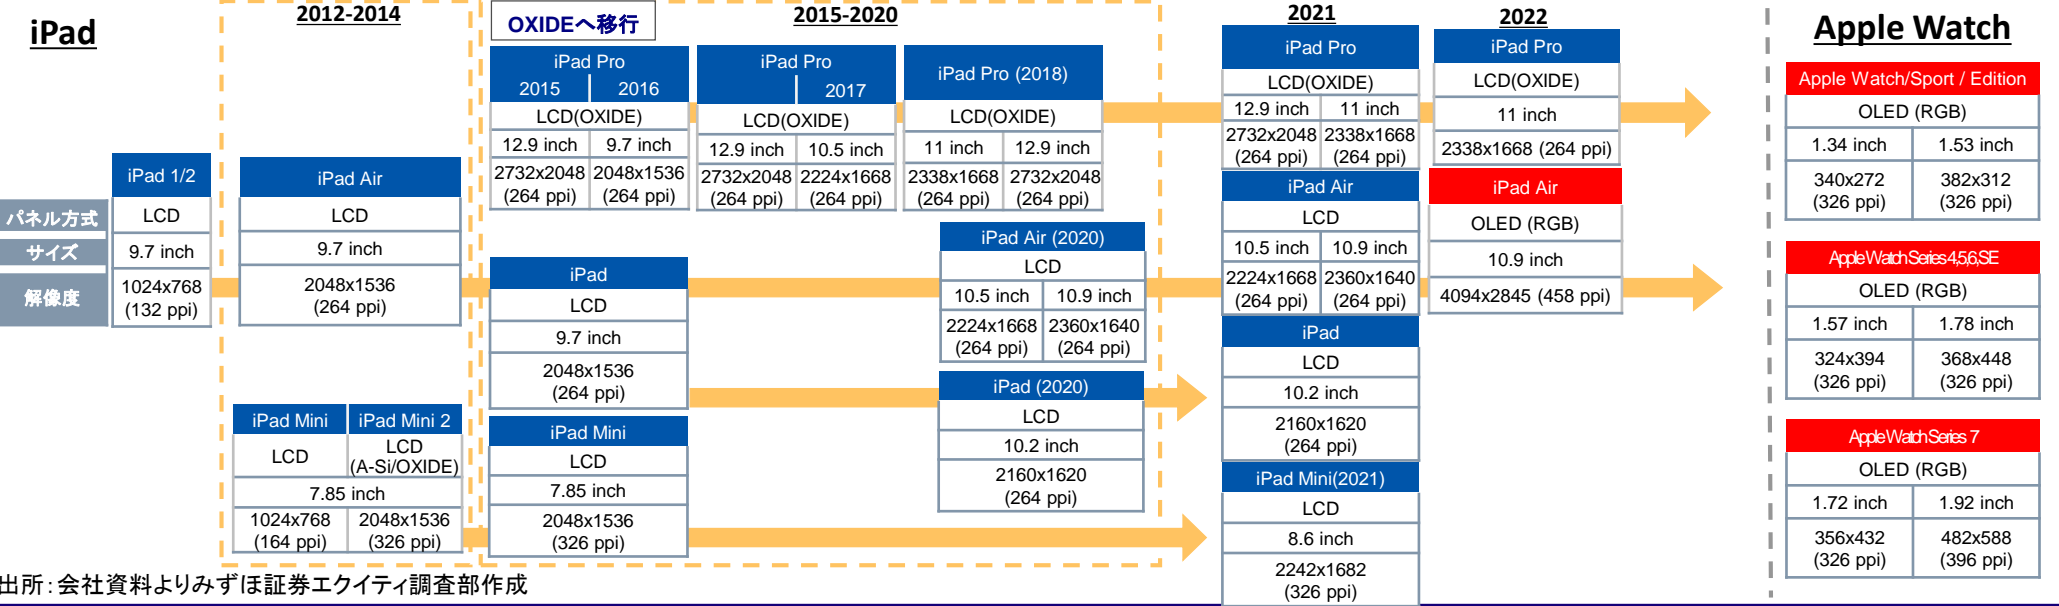 iPad
2012-2014
OXIDEへ移行
2015-2020
2021
2022
Apple Watch
パネル方式
サイズ
解像度
iPad 1/2
LCD
9.7 inch
1024x768
(132 ppi)
iPad Air
LCD
9.7 inch
2048x1536
(264 ppi)
iPad Mini iPad Mini 2
LCD LCD
(A-Si/OXIDE)
7.85 inch
1024x768 2048x1536
(164 ppi) (326 ppi)
iPad Pro
2015 2016
LCD(OXIDE)
12.9 inch 9.7 inch
2732x2048 2048x1536
(264 ppi) (264 ppi)
iPad Pro
2017
LCD(OXIDE)
12.9 inch 10.5 inch
2732x2048 2224x1668
(264 ppi) (264 ppi)
iPad Pro (2018)
LCD(OXIDE)
11 inch 12.9 inch
2338x1668 2732x2048
(264 ppi) (264 ppi)
iPad
LCD
9.7 inch
2048x1536
(264 ppi)
iPad Air (2020)
LCD
10.5 inch 10.9 inch
2224x1668 2360x1640
(264 ppi) (264 ppi)
iPad (2020)
LCD
10.2 inch
2160x1620
(264 ppi)
iPad Mini
LCD
7.85 inch
2048x1536
(326 ppi)
iPad Pro
LCD(OXIDE)
12.9 inch 11 inch
2732x2048 2338x1668
(264 ppi) (264 ppi)
iPad Air
LCD
10.5 inch 10.9 inch
2224x1668 2360x1640
(264 ppi) (264 ppi)
iPad
LCD
10.2 inch
2160x1620
(264 ppi)
iPad Mini(2021)
LCD
8.6 inch
2242x1682
(326 ppi)
iPad Pro
LCD(OXIDE)
11 inch
2338x1668 (264 ppi)
iPad Air
OLED (RGB)
10.9 inch
4094x2845 (458 ppi)
Apple Watch/Sport / Edition
OLED (RGB)
1.34 inch 1.53 inch
340x272 382x312
(326 ppi) (326 ppi)
Apple Watch Series 4,5,6,SE
OLED (RGB)
1.57 inch 1.78 inch
324x394 368x448
(326 ppi) (326 ppi)
Apple Watch Series 7
OLED (RGB)
1.72 inch 1.92 inch
356x432 482x588
(326 ppi) (396 ppi)
出所：会社資料よりみずほ証券エクイティ調査部作成